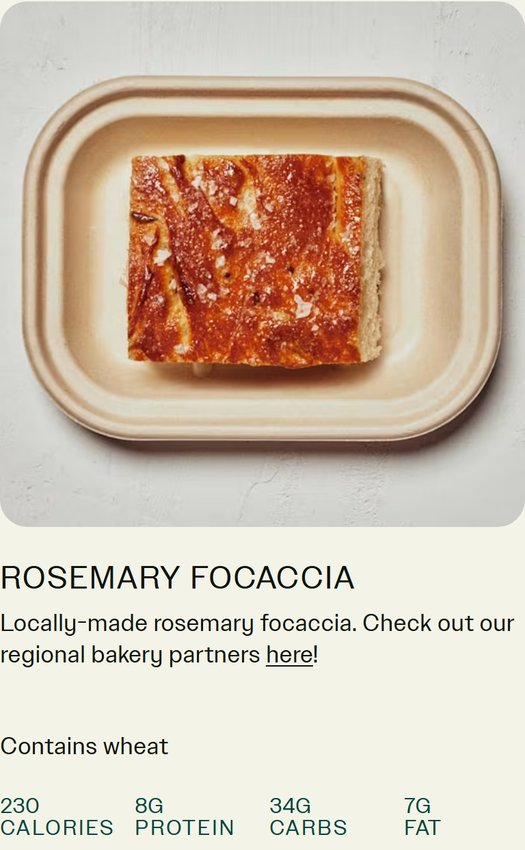 ROSEMARY FOCACCIA
Locally-made rosemary focaccia. Check out our
regional bakery partners here!
Contains wheat
230 8G 34G 7G
CALORIES PROTEIN CARBS FAT